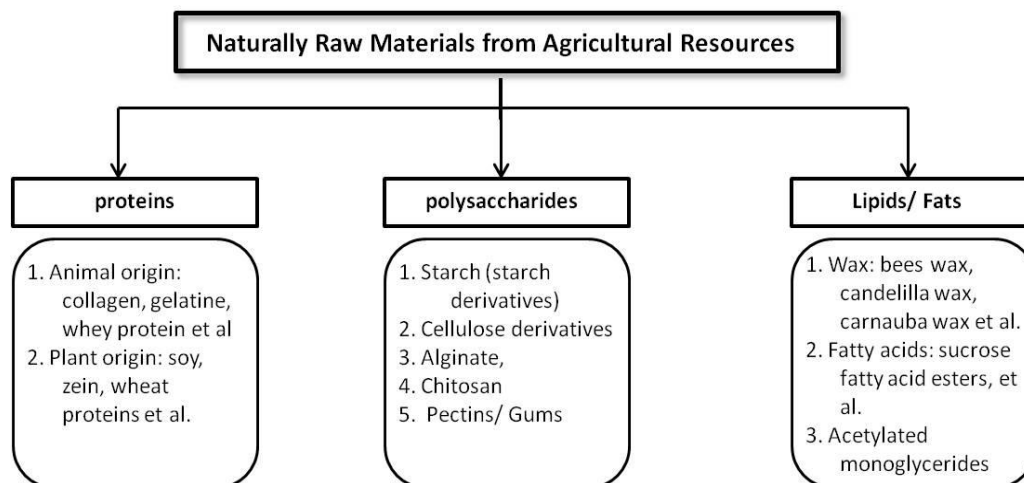 Naturally Raw Materials from Agricultural Resources
proteins
1. Animal origin:
collagen, gelatine,
whey protein et al
2. Plant origin: soy,
zein, wheat
proteins et al.
polysaccharides
1. Starch (starch
derivatives)
2. Cellulose derivatives
3. Alginate,
4. Chitosan
5. Pectins/ Gums
Lipids/ Fats
1. Wax: bees wax,
candelilla wax,
carnauba wax et al.
2. Fatty acids: sucrose
fatty acid esters, et
al.
3. Acetylated
monoglycerides